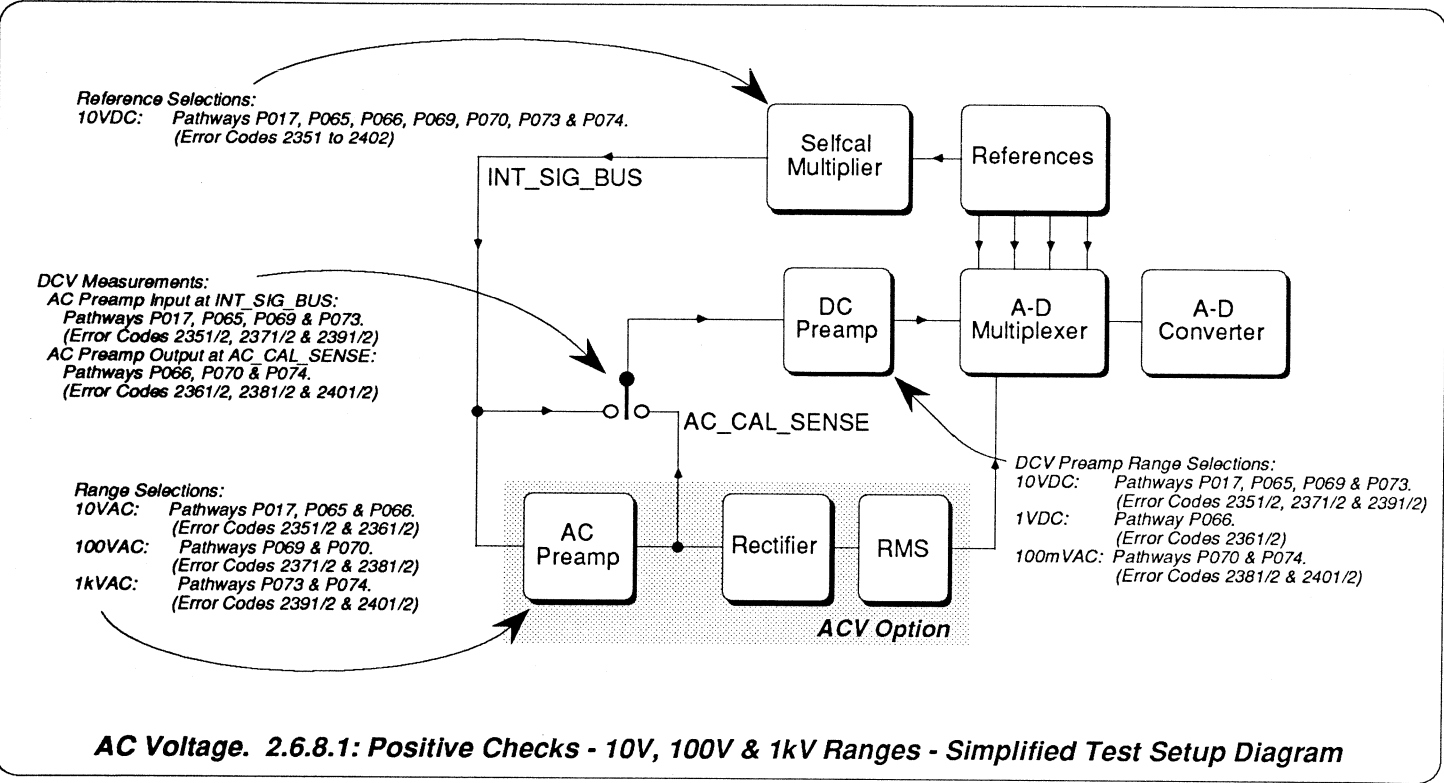 Reference Selections:
10VDC: Pathways P017, P065, P066, P069, P070, P073 & P074.
(Error Codes 2351 to 2402)
INT_SIG_BUS
Selfcal
Multiplier
References
DCV Measurements:
AC Preamp Input at INT_SIG_BUS:
Pathways P017, P065, P069 & P073.
(Error Codes 2351/2, 2371/2 & 2391/2)
AC Preamp Output at AC_CAL_SENSE:
Pathways P066, P070 & P074.
(Error Codes 2361/2, 2381/2 & 2401/2)
DC
Preamp
A-D
Multiplexer
A-D
Converter
AC_CAL_SENSE
Range Selections:
10VAC: Pathways P017, P065 & P066.
(Error Codes 2351/2 & 2361/2)
100VAC: Pathways P069 & P070.
(Error Codes 2371/2 & 2381/2)
1kVAC: Pathways P073 & P074.
(Error Codes 2391/2 & 2401/2)
AC
Preamp
Rectifier
RMS
ACV Option
DCV Preamp Range Selections:
10VDC: Pathways P017, P065, P069 & P073.
(Error Codes 2351/2, 2371/2 & 2391/2)
1VDC: Pathway P066.
(Error Codes 2361/2)
100mVAC: Pathways P070 & P074.
(Error Codes 2381/2 & 2401/2)
AC Voltage. 2.6.8.1: Positive Checks - 10V, 100V & 1kV Ranges - Simplified Test Setup Diagram